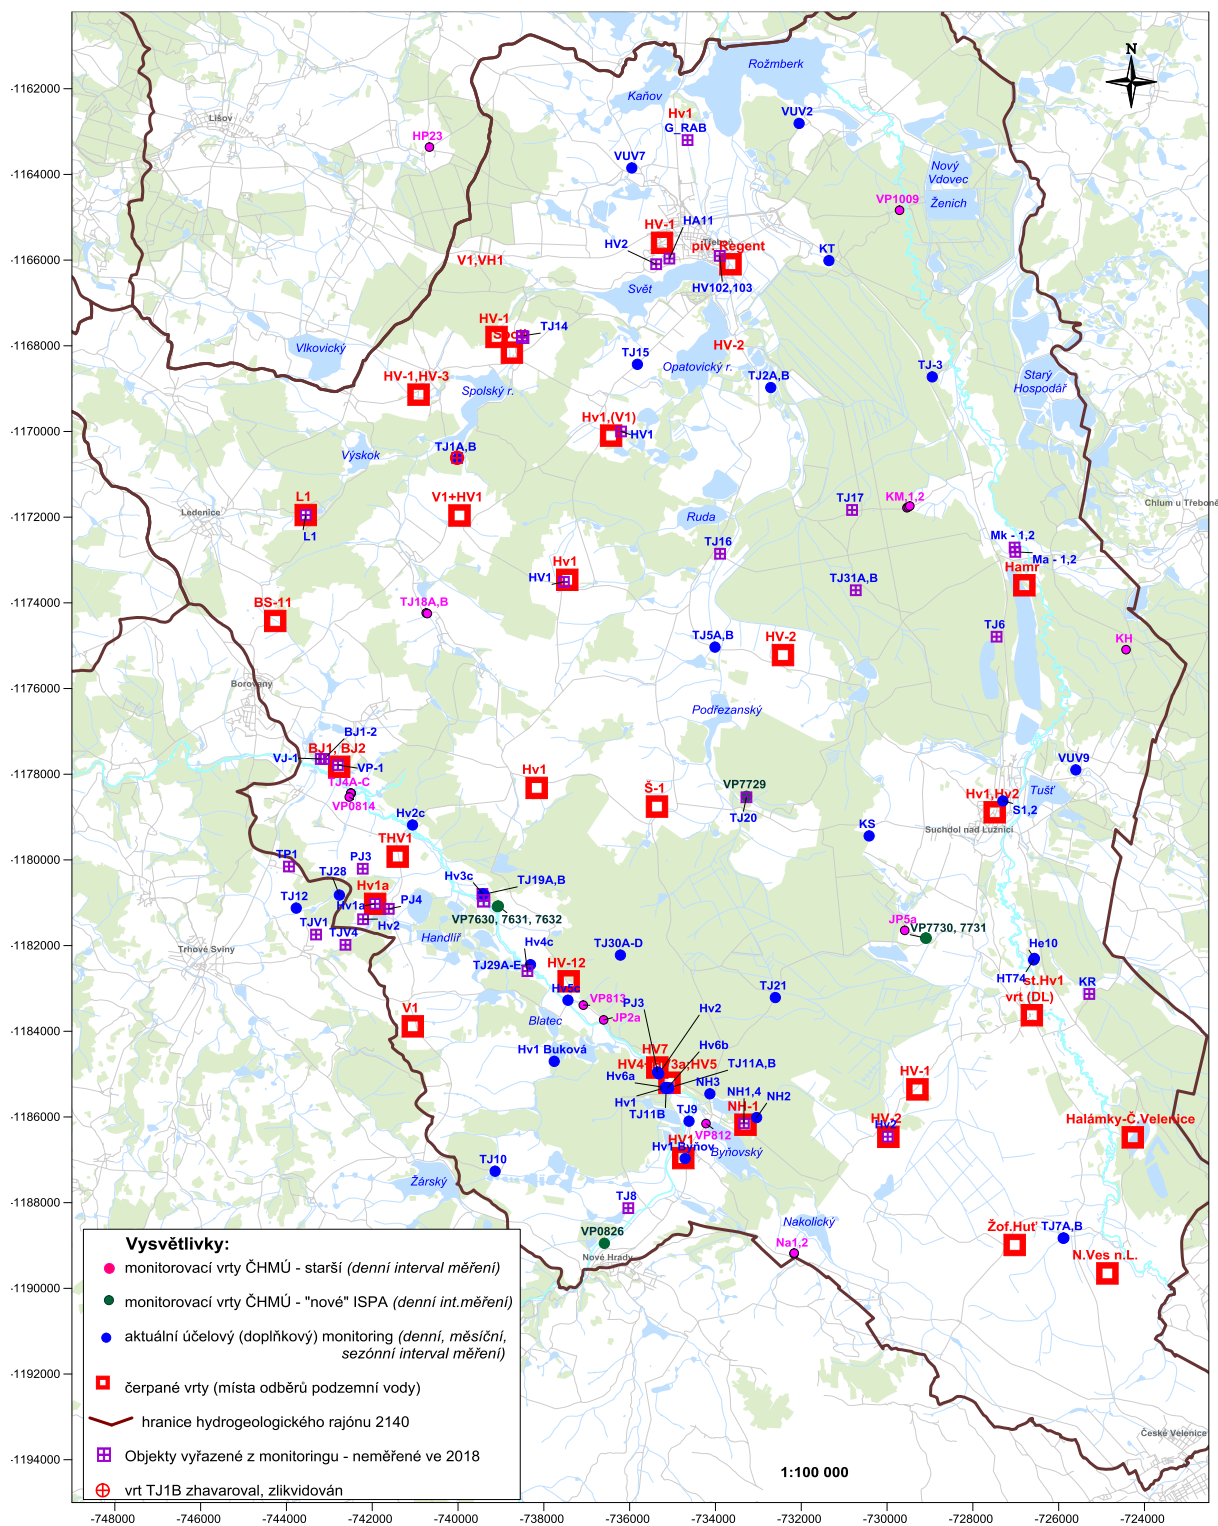 N
-1162000
-1164000
-1166000
-1168000
-1170000
-1172000
-1174000
-1176000
-1178000
-1180000
-1182000
-1184000
-1186000
-1188000
-1190000
-1192000
-1194000
Rožmberk
Kaňov
Lišov
HP23
Hv1
G_RAB
VUV2
VUV7
Nový
Vdovec
Ženich
VP1009
HA11
HV-1
HV2
Třeboň
piv. Regent
KT
V1,VH1
Svět
HV102,103
HV-1
TJ14
Spolí
Vlkovický
TJ15
HV-2
Opatovický r.
TJ2A,B
TJ-3
Starý
Hospodář
HV-1,HV-3
Spolský r.
Hv1,(V1)
HV1
TJ1A,B
Výskok
L1
L1
Ledenice
V1+HV1
TJ17
KM,1,2
Chlum u Třeboně
Ruda
TJ16
Mk - 1,2
Ma - 1,2
Hamr
Hv1
HV1
TJ31A,B
BS-11
TJ18A,B
TJ6
KH
TJ5A,B
HV-2
Borovany
Podřezanský
BJ1-2
BJ1, BJ2
VJ-1
VP-1
TJ4A-C
VP0814
Hv1
Š-1
VP7729
TJ20
VUV9
Tušť
Hv1,Hv2
S1,2
Suchdol nad Lužnicí
Hv2c
KS
THV1
TP1
PJ3
TJ28
Hv3c
TJ19A,B
Hv1a
Hv1a
PJ4
TJ12
Hv2
TJV1
TJV4
VP7630, 7631, 7632
JP5a
VP7730, 7731
Trhové Sviny
Handlíř
Hv4c
TJ30A-D
He10
TJ29A-E
HV-12
HT74
st.Hv1
vrt (DL)
KR
Hv5c
VP813
TJ21
PJ3
Hv2
V1
JP2a
Blatec
Hv1 Buková
HV7
Hv6b
HV4 HV3a,HV5
TJ11A,B
Hv6a
NH3
HV-1
Hv1
TJ11B
NH1,4
NH2
NH-1
TJ9
HV-2
Hv2
Halámky-Č.Velenice
VP812
HV1
Hv1 Byňov
Byňovský
TJ10
Žárský
TJ8
VP0826
Nové Hrady
Nakolický
Na1,2
Žof.Huť
TJ7A,B
N.Ves n.L.
České Velenice
Vysvětlivky:
monitorovací vrty ČHMÚ - starší (denní interval měření)
monitorovací vrty ČHMÚ - "nové" ISPA (denní int.měření)
aktuální účelový (doplňkový) monitoring (denní, měsíční,
sezónní interval měření)
čerpané vrty (místa odběrů podzemní vody)
hranice hydrogeologického rajónu 2140
Objekty vyřazené z monitoringu - neměřené ve 2018
vrt TJ1B zhavaroval, zlikvidován
1:100 000
-748000
-746000
-744000
-742000
-740000
-738000
-736000
-734000
-732000
-730000
-728000
-726000
-724000